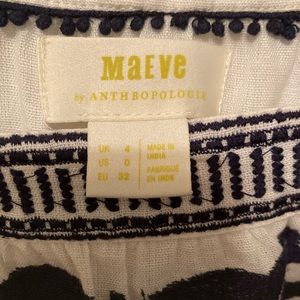 MAEVE
by ANTHROPOLOGIE
UK 4 MADE IN
US 0 INDIA
EU 32 FABRIQUÉ
EN INDE